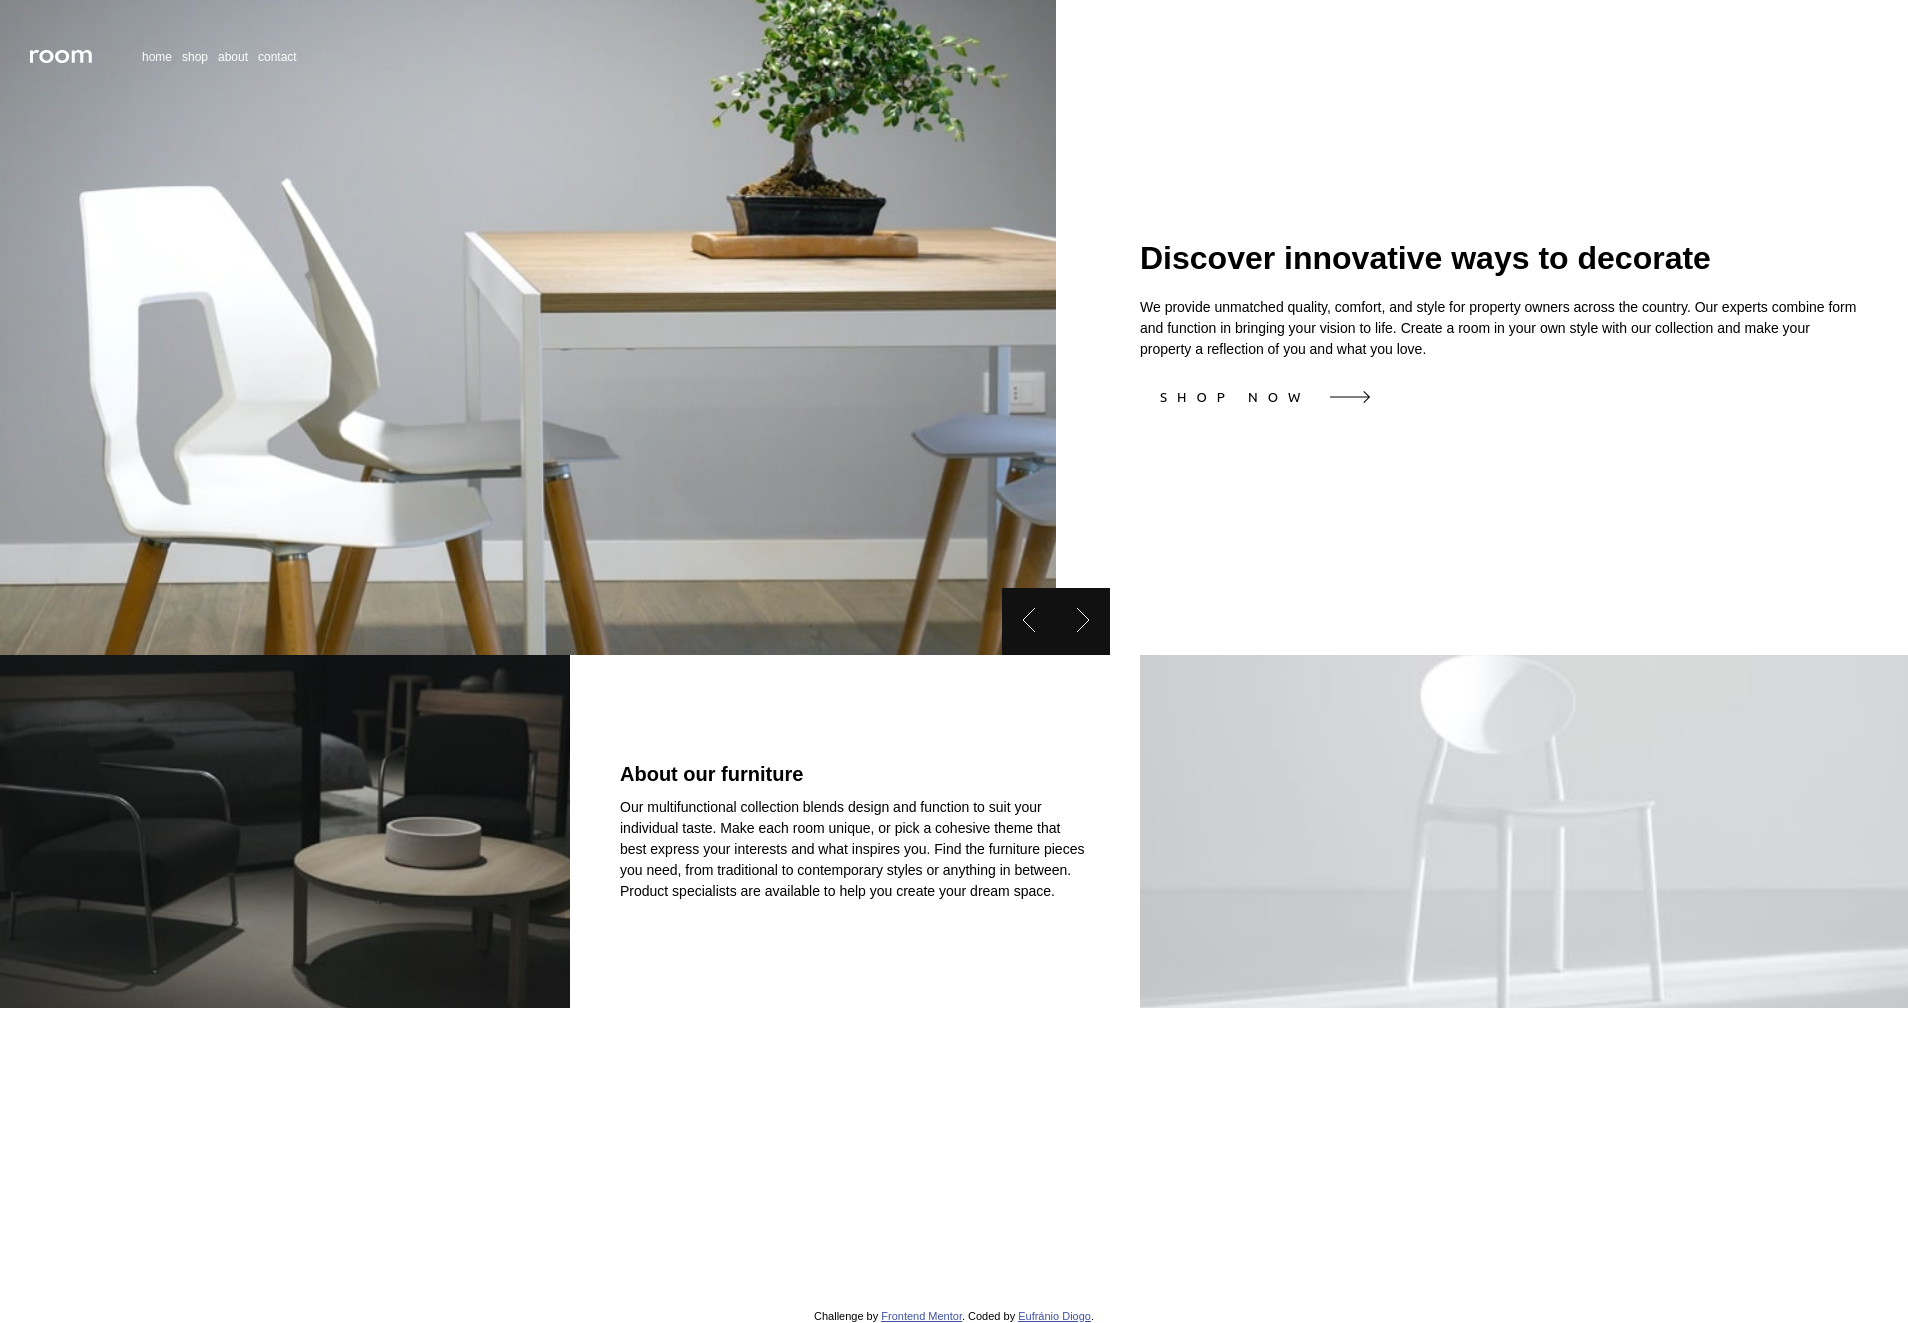 room
home shop about contact
Discover innovative ways to decorate
We provide unmatched quality, comfort, and style for property owners across the country. Our experts combine form
and function in bringing your vision to life. Create a room in your own style with our collection and make your
property a reflection of you and what you love.
SHOP NOW
About our furniture
Our multifunctional collection blends design and function to suit your
individual taste. Make each room unique, or pick a cohesive theme that
best express your interests and what inspires you. Find the furniture pieces
you need, from traditional to contemporary styles or anything in between.
Product specialists are available to help you create your dream space.
Challenge by Frontend Mentor. Coded by Eufránio Diogo.